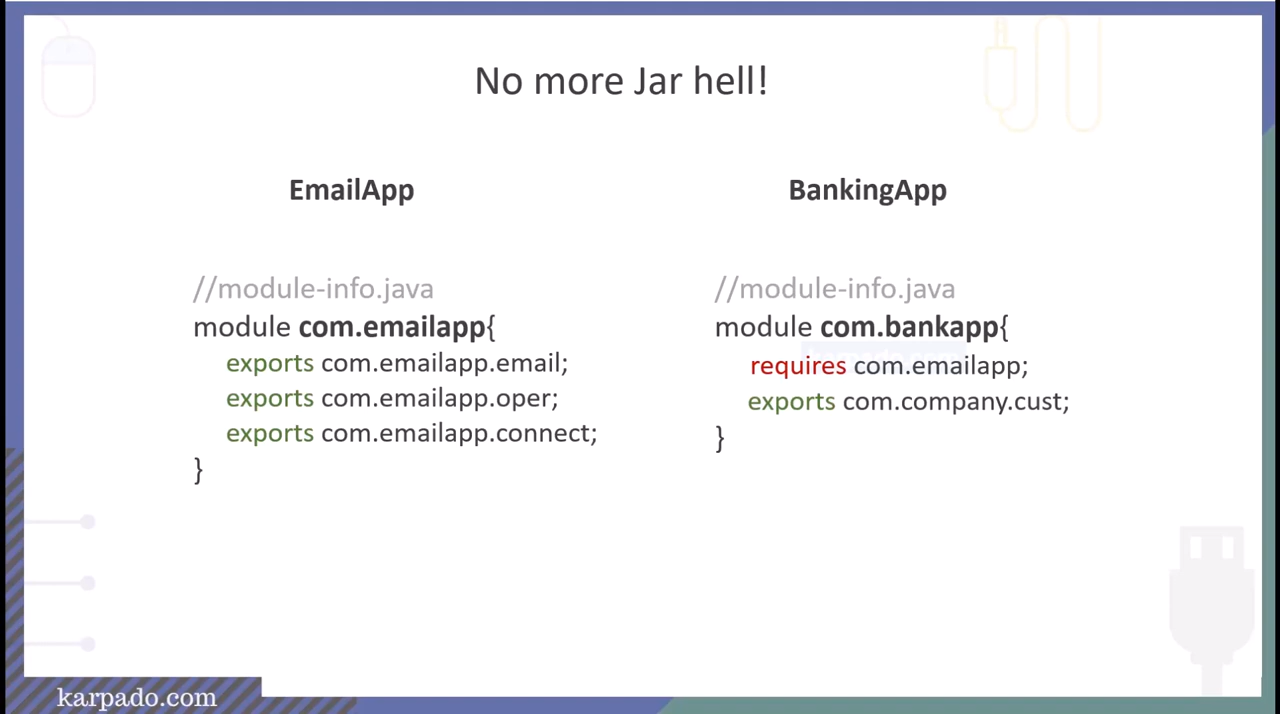 No more Jar hell!
EmailApp
//module-info.java
module com.emailapp{
exports com.emailapp.email;
exports com.emailapp.oper;
exports com.emailapp.connect;
}
BankingApp
//module-info.java
module com.bankapp{
requires com.emailapp;
exports com.company.cust;
}
karpado.com